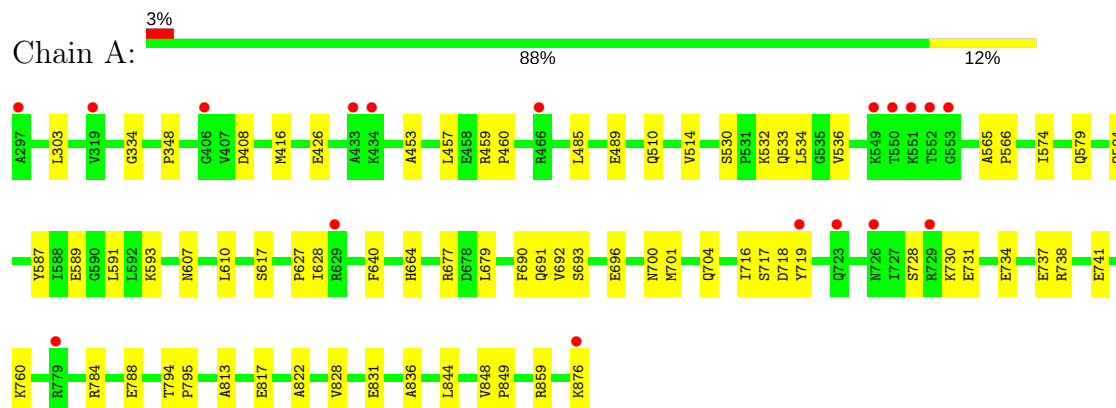 3%
Chain A:
88% 12%
A297 L303 V319 G334 P348 G406 V407 D408 M416 E426 A433 K434 A453 L457 E458 R459 P460 R466 L485 E489 Q510 V514 S530 P531 K532 Q533 L534 G535 V536 K549 T550 K551 T552 G553 A565 P566 I574 Q579
Y587 I588 E589 G590 L591 L592 K593 N607 L610 S617 P627 I628 R629 F640 H664 R677 D678 L679 F690 Q691 V692 S693 E696 N700 M701 Q704 I716 S717 D718 Y719 Q723 N726 I727 S728 R729 K730 E731 E734 E737 R738 E741
K760 R779 R784 E788 T794 P795 A813 E817 A822 V828 E831 A836 L844 V848 P849 R859 K876